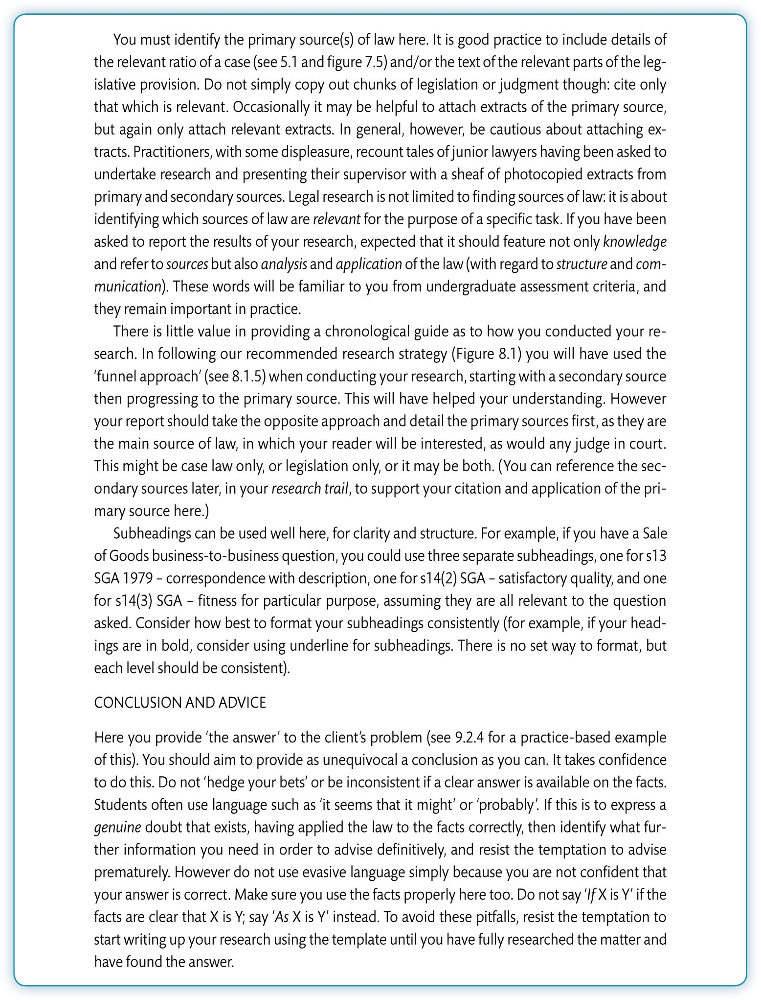 You must identify the primary source(s) of law here. It is good practice to include details of
the relevant ratio of a case (see 5.1 and figure 7.5) and/or the text of the relevant parts of the leg-
islative provision. Do not simply copy out chunks of legislation or judgment though: cite only
that which is relevant. Occasionally it may be helpful to attach extracts of the primary source,
but again only attach relevant extracts. In general, however, be cautious about attaching ex-
tracts. Practitioners, with some displeasure, recount tales of junior lawyers having been asked to
undertake research and presenting their supervisor with a sheaf of photocopied extracts from
primary and secondary sources. Legal research is not limited to finding sources of law: it is about
identifying which sources of law are relevant for the purpose of a specific task. If you have been
asked to report the results of your research, expected that it should feature not only knowledge
and refer to sources but also analysis and application of the law (with regard to structure and com-
munication). These words will be familiar to you from undergraduate assessment criteria, and
they remain important in practice.
There is little value in providing a chronological guide as to how you conducted your re-
search. In following our recommended research strategy (Figure 8.1) you will have used the
‘funnel approach’ (see 8.1.5) when conducting your research, starting with a secondary source
then progressing to the primary source. This will have helped your understanding. However
your report should take the opposite approach and detail the primary sources first, as they are
the main source of law, in which your reader will be interested, as would any judge in court.
This might be case law only, or legislation only, or it may be both. (You can reference the sec-
ondary sources later, in your research trail, to support your citation and application of the pri-
mary source here.)
Subheadings can be used well here, for clarity and structure. For example, if you have a Sale
of Goods business-to-business question, you could use three separate subheadings, one for s13
SGA 1979 – correspondence with description, one for s14(2) SGA – satisfactory quality, and one
for s14(3) SGA – fitness for particular purpose, assuming they are all relevant to the question
asked. Consider how best to format your subheadings consistently (for example, if your head-
ings are in bold, consider using underline for subheadings. There is no set way to format, but
each level should be consistent).
CONCLUSION AND ADVICE
Here you provide ‘the answer’ to the client’s problem (see 9.2.4 for a practice-based example
of this). You should aim to provide as unequivocal a conclusion as you can. It takes confidence
to do this. Do not ‘hedge your bets’ or be inconsistent if a clear answer is available on the facts.
Students often use language such as ‘it seems that it might’ or ‘probably’. If this is to express a
genuine doubt that exists, having applied the law to the facts correctly, then identify what fur-
ther information you need in order to advise definitively, and resist the temptation to advise
prematurely. However do not use evasive language simply because you are not confident that
your answer is correct. Make sure you use the facts properly here too. Do not say ‘If X is Y’ if the
facts are clear that X is Y; say ‘As X is Y’ instead. To avoid these pitfalls, resist the temptation to
start writing up your research using the template until you have fully researched the matter and
have found the answer.